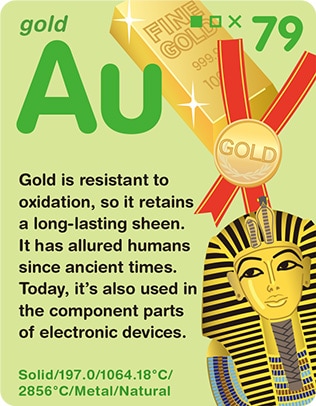 gold
79
Au
FINE
GOLD
999.9
GOLD
Gold is resistant to
oxidation, so it retains
a long-lasting sheen.
It has allured humans
since ancient times.
Today, it's also used in
the component parts
of electronic devices.
Solid/197.0/1064.18°C/
2856°C/Metal/Natural